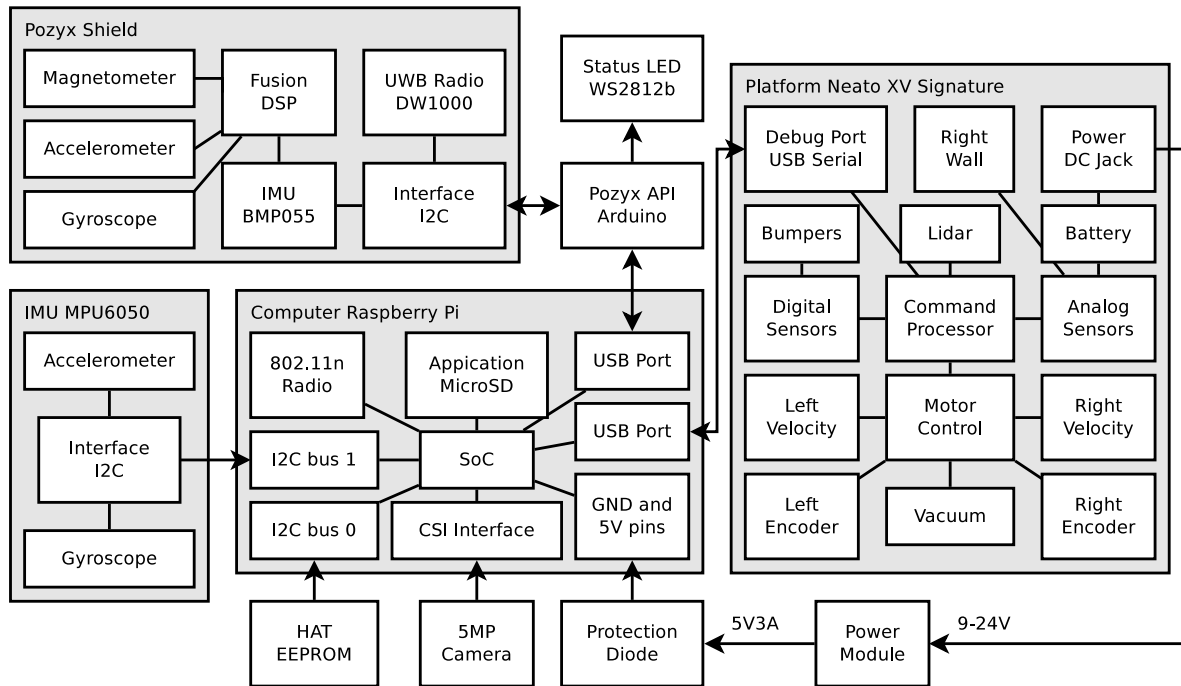 Pozyx Shield
Magnetometer
Fusion
DSP
UWB Radio
DW1000
Accelerometer
Gyroscope
IMU
BMP055
Interface
I2C
Status LED
WS2812b
Pozyx API
Arduino
Platform Neato XV Signature
Debug Port
USB Serial
Right
Wall
Power
DC Jack
Bumpers
Lidar
Battery
Digital
Sensors
Command
Processor
Analog
Sensors
Left
Velocity
Motor
Control
Right
Velocity
Left
Encoder
Vacuum
Right
Encoder
IMU MPU6050
Accelerometer
Interface
I2C
Gyroscope
Computer Raspberry Pi
802.11n
Radio
Appication
MicroSD
USB Port
USB Port
I2C bus 1
SoC
I2C bus 0
CSI Interface
GND and
5V pins
HAT
EEPROM
5MP
Camera
Protection
Diode
5V3A
Power
Module
9-24V